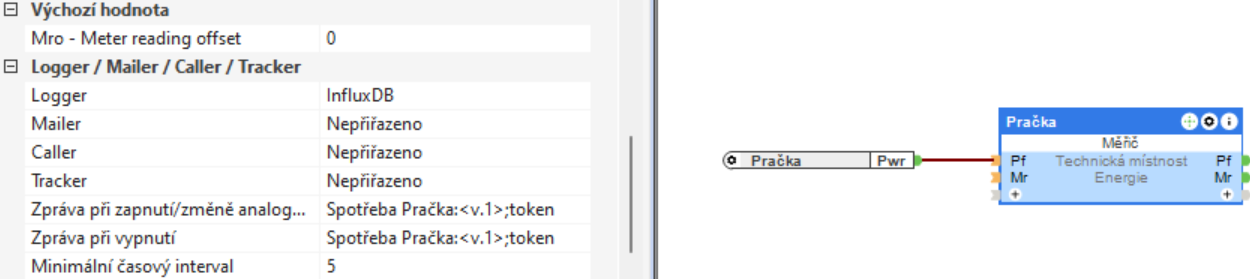 Výchozí hodnota
Mro - Meter reading offset 0
Logger / Mailer / Caller / Tracker
Logger InfluxDB
Mailer Nepřiřazeno
Caller Nepřiřazeno
Tracker Nepřiřazeno
Zpráva při zapnutí/změně analog... Spotřeba Pračka:<v.1>;token
Zpráva při vypnutí Spotřeba Pračka:<v.1>;token
Minimální časový interval 5
Pračka Pwr
Pračka
Měřič
Pf Technická místnost Pf
Mr Energie Mr